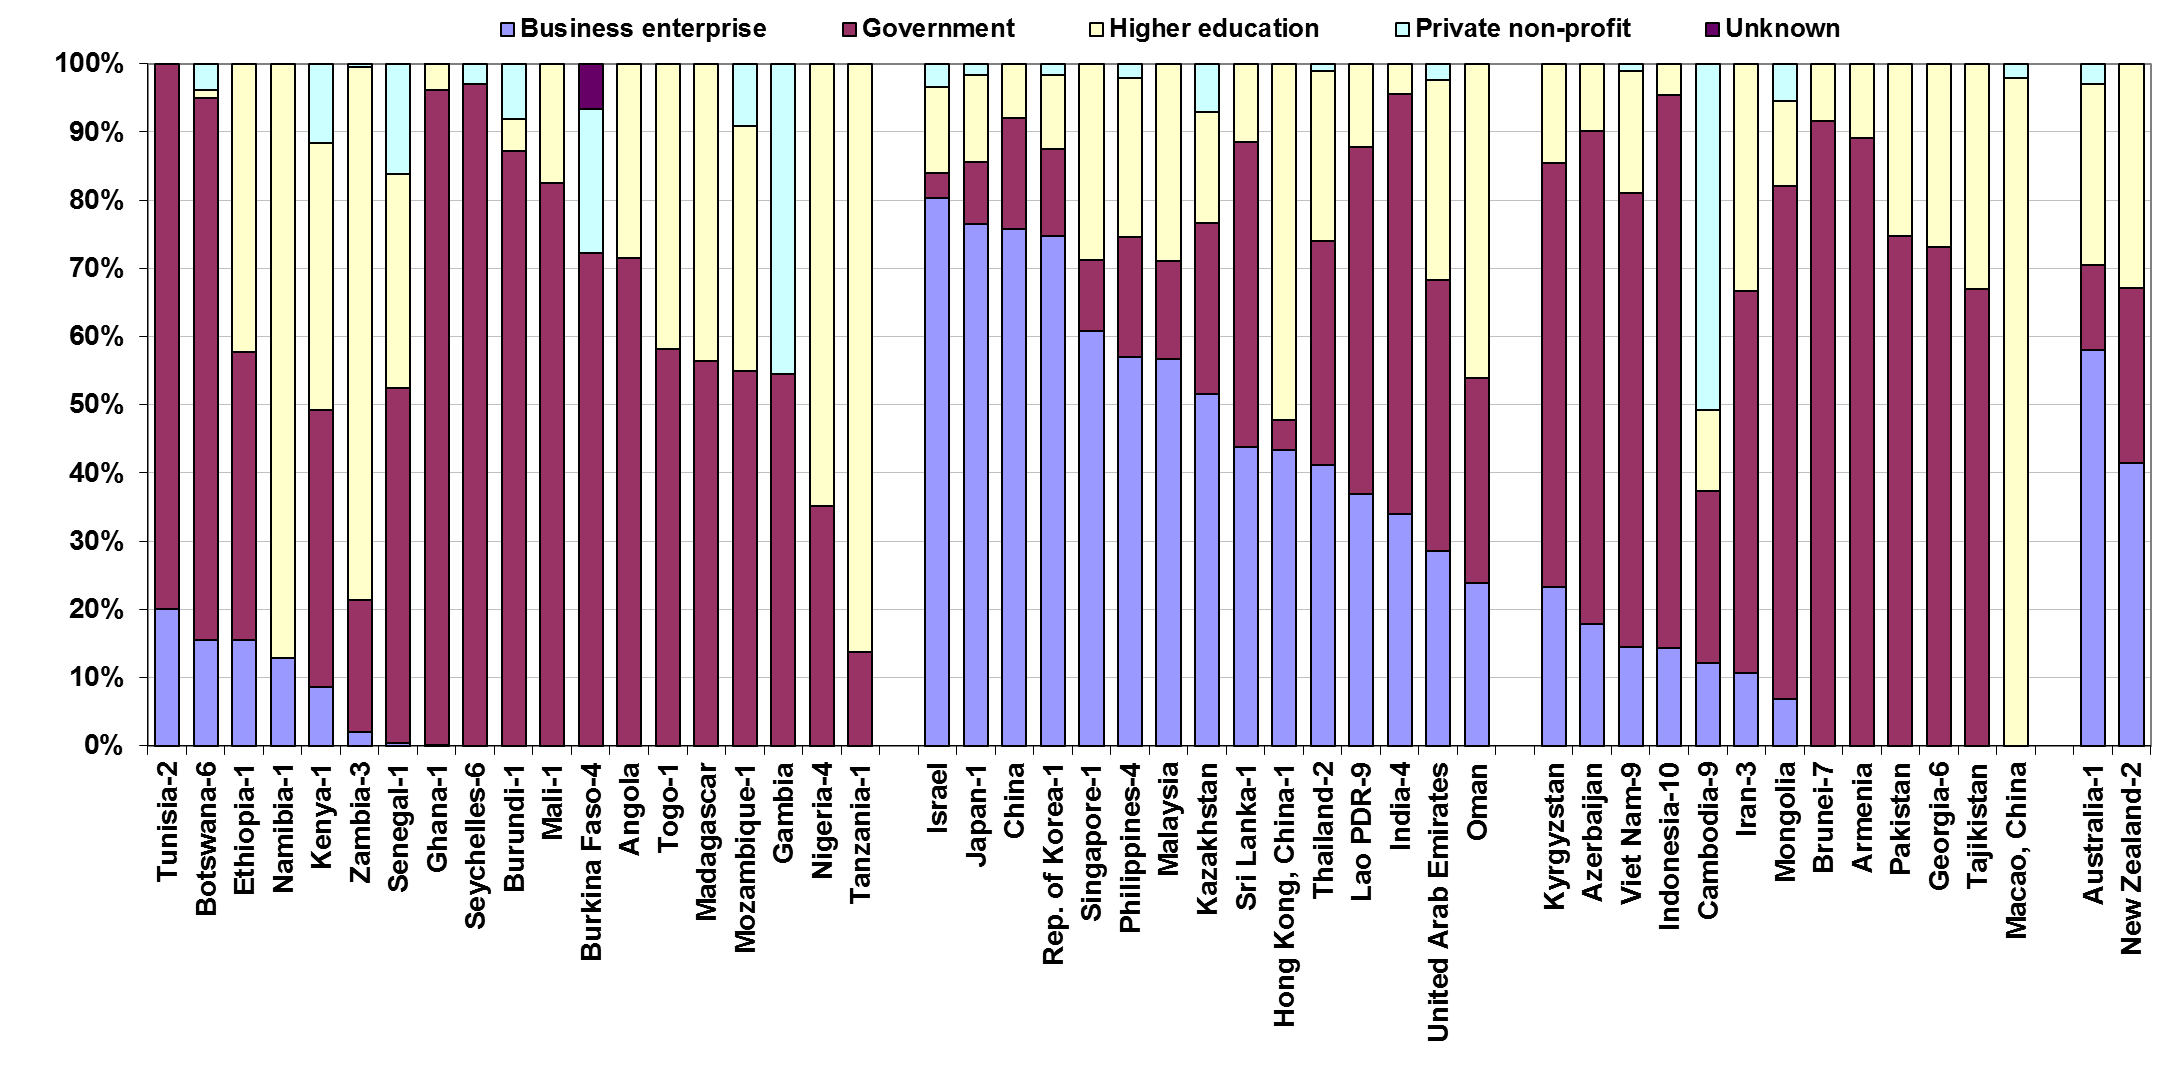 Business enterprise
Government
Higher education
Private non-profit
Unknown
100%
90%
80%
70%
60%
50%
40%
30%
20%
10%
0%
Tunisia-2
Botswana-6
Ethiopia-1
Namibia-1
Kenya-1
Zambia-3
Senegal-1
Ghana-1
Seychelles-6
Burundi-1
Mali-1
Burkina Faso-4
Angola
Togo-1
Madagascar
Mozambique-1
Gambia
Nigeria-4
Tanzania-1
Israel
Japan-1
China
Rep. of Korea-1
Singapore-1
Philippines-4
Malaysia
Kazakhstan
Sri Lanka-1
Hong Kong, China-1
Thailand-2
Lao PDR-9
India-4
United Arab Emirates
Oman
Kyrgyzstan
Azerbaijan
Viet Nam-9
Indonesia-10
Cambodia-9
Iran-3
Mongolia
Brunei-7
Armenia
Pakistan
Georgia-6
Tajikistan
Macao, China
Australia-1
New Zealand-2